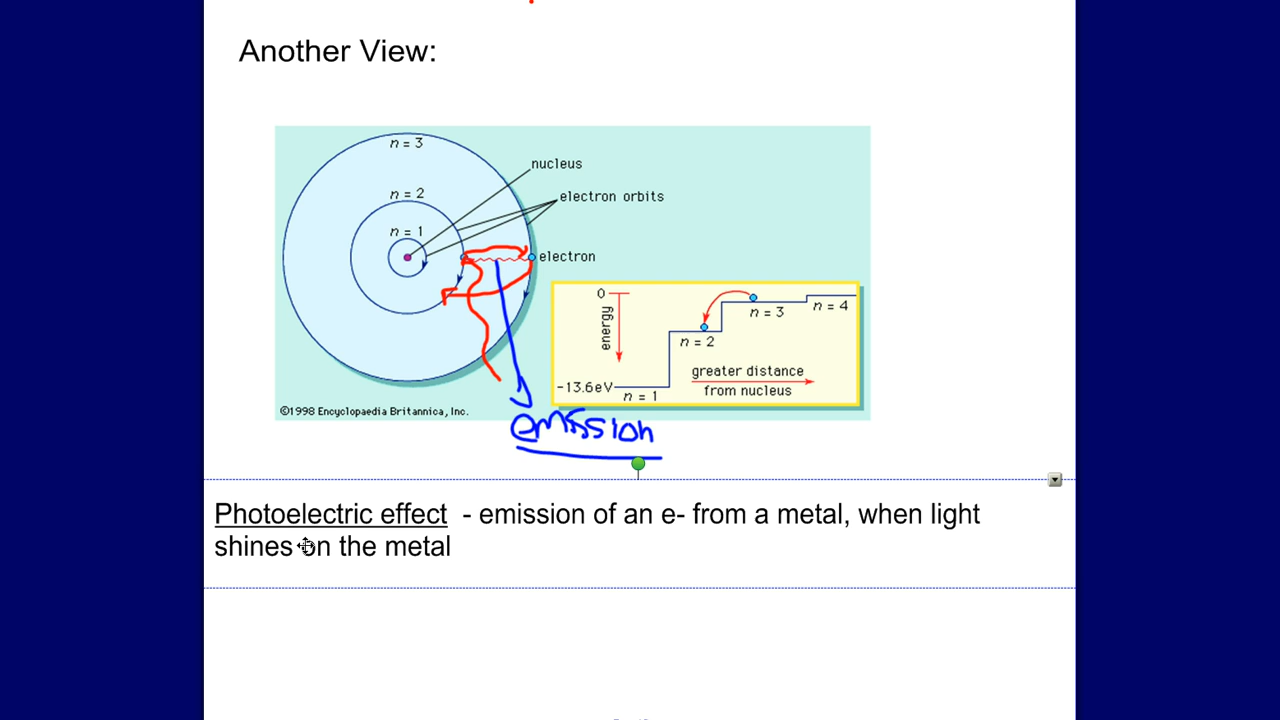 Another View:
n = 3
nucleus
n = 2
electron orbits
n = 1
electron
0
energy
n = 4
n = 3
n = 2
greater distance
from nucleus
-13.6eV
n = 1
©1998 Encyclopaedia Britannica, Inc.
emission
Photoelectric effect - emission of an e- from a metal, when light
shines on the metal